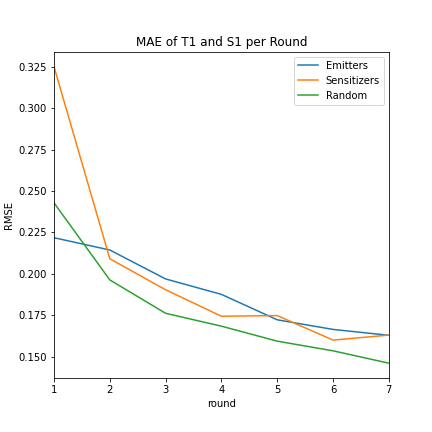 MAE of T1 and S1 per Round
Emitters
Sensitizers
Random
RMSE
0.325
0.300
0.275
0.250
0.225
0.200
0.175
0.150
1 2 3 4 5 6 7
round